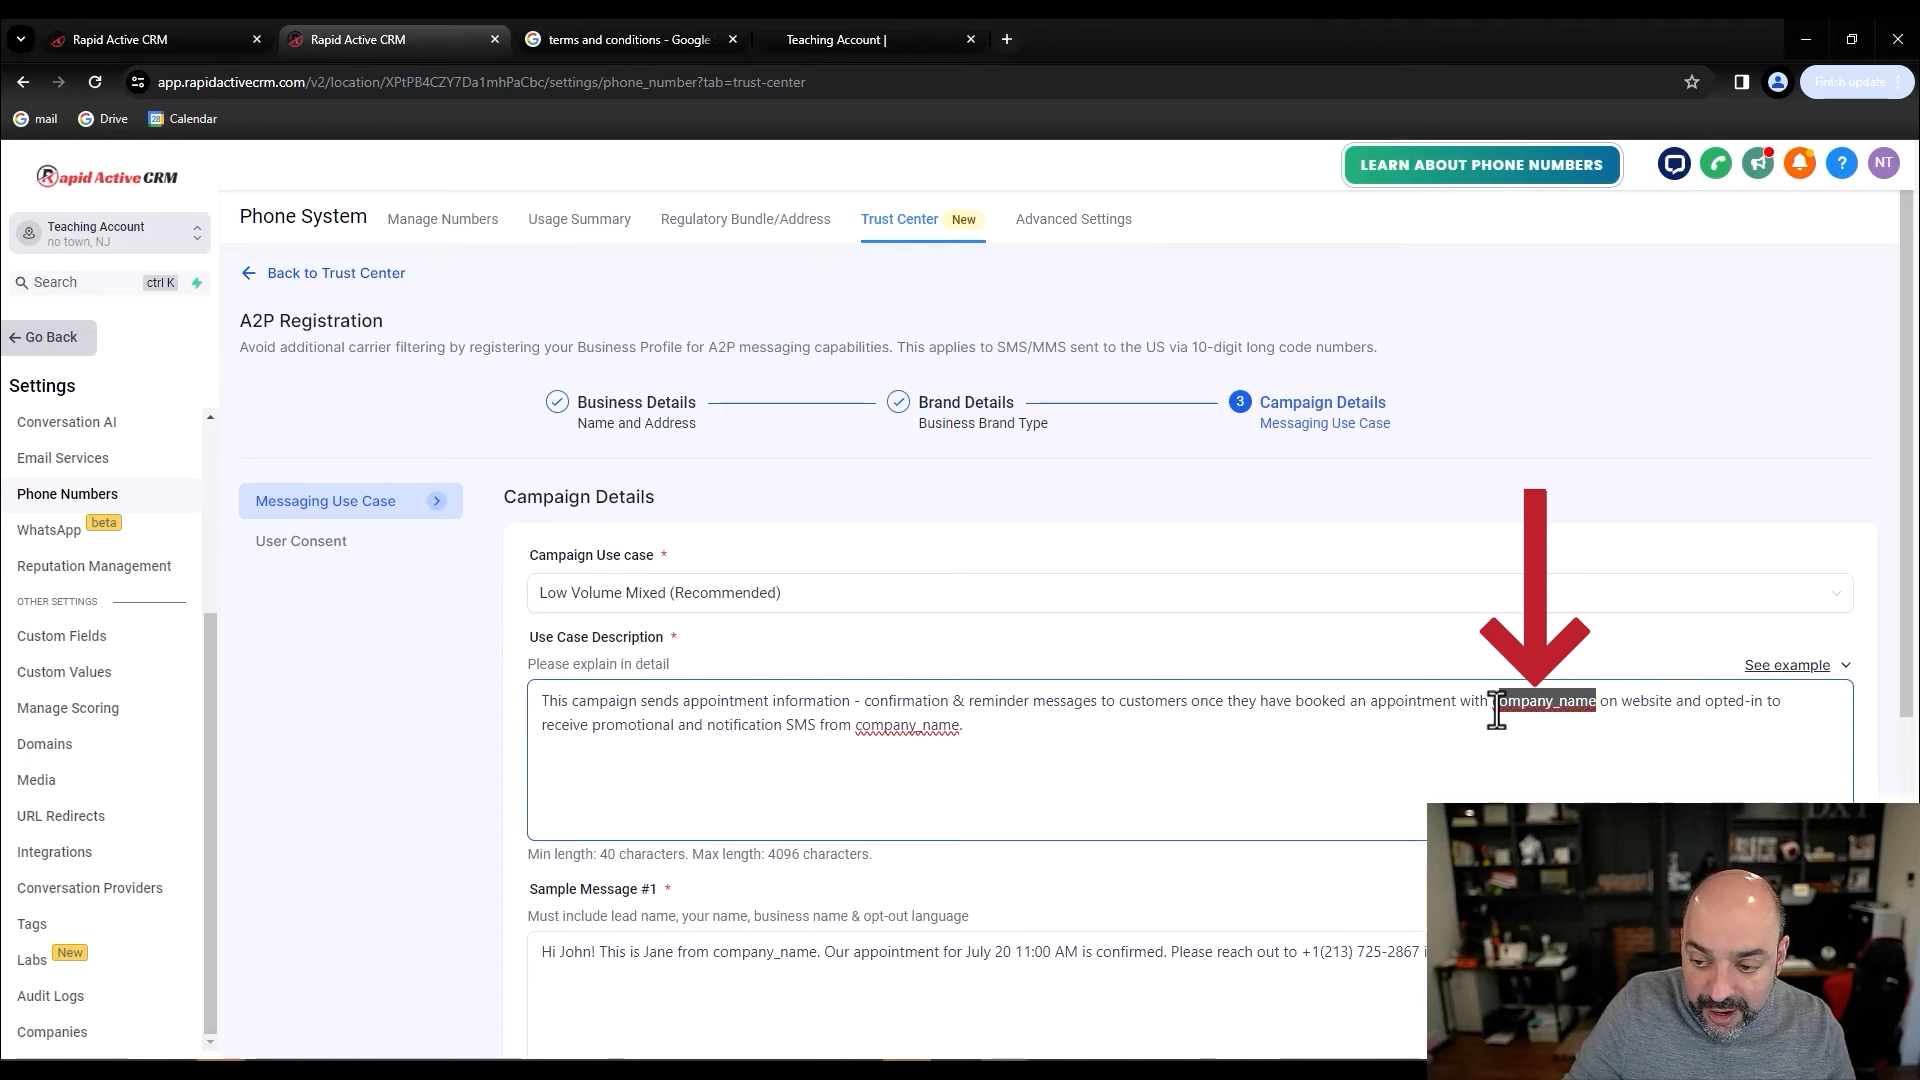 Rapid Active CRM
Rapid Active CRM
terms and conditions - Google
Teaching Account |
app.rapidactivecrm.com/v2/location/XPtPB4CZY7Da1mhPaCbc/settings/phone_number?tab=trust-center
Finish update
mail
Drive
28
Calendar
Rapid Active CRM
LEARN ABOUT PHONE NUMBERS
?
NT
Teaching Account
no town, NJ
Phone System
Manage Numbers
Usage Summary
Regulatory Bundle/Address
Trust Center New
Advanced Settings
Search
ctrl K
Back to Trust Center
Go Back
A2P Registration
Avoid additional carrier filtering by registering your Business Profile for A2P messaging capabilities. This applies to SMS/MMS sent to the US via 10-digit long code numbers.
Settings
Business Details
Name and Address
Brand Details
Business Brand Type
3
Campaign Details
Messaging Use Case
Conversation AI
Email Services
Phone Numbers
WhatsApp beta
Reputation Management
OTHER SETTINGS
Custom Fields
Custom Values
Manage Scoring
Domains
Media
URL Redirects
Integrations
Conversation Providers
Tags
Labs New
Audit Logs
Companies
Messaging Use Case
User Consent
Campaign Details
Campaign Use case *
Low Volume Mixed (Recommended)
Use Case Description *
Please explain in detail
See example
This campaign sends appointment information - confirmation & reminder messages to customers once they have booked an appointment with company_name on website and opted-in to
receive promotional and notification SMS from company_name.
Min length: 40 characters. Max length: 4096 characters.
Sample Message #1 *
Must include lead name, your name, business name & opt-out language
Hi John! This is Jane from company_name. Our appointment for July 20 11:00 AM is confirmed. Please reach out to +1(213) 725-2867 i